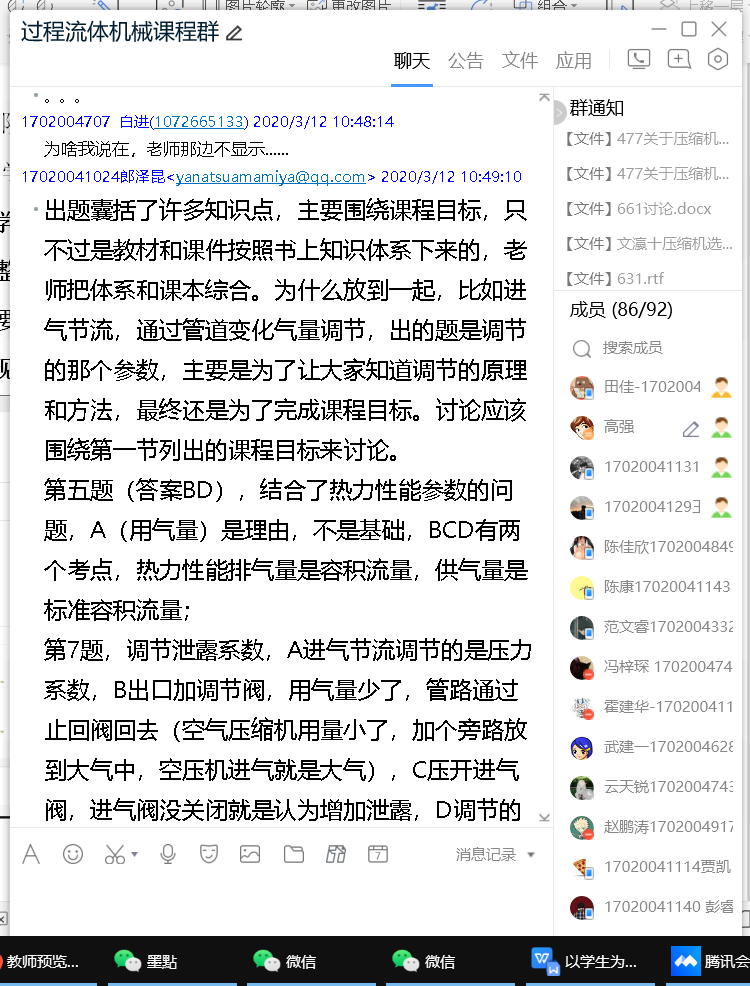 图片轮廓 更改图片 组合 上移一层
过程流体机械课程群
聊天 公告 文件 应用
。。。
1702004707 白进(1072665133) 2020/3/12 10:48:14
为啥我说在，老师那边不显示......
17020041024郎泽昆<yanatsuamamiya@qq.com> 2020/3/12 10:49:10
出题囊括了许多知识点，主要围绕课程目标，只
不过是教材和课件按照书上知识体系下来的，老
师把体系和课本综合。为什么放到一起，比如进
气节流，通过管道变化气量调节，出的题是调节
的那个参数，主要是为了让大家知道调节的原理
和方法，最终还是为了完成课程目标。讨论应该
围绕第一节列出的课程目标来讨论。
第五题（答案BD），结合了热力性能参数的问
题，A（用气量）是理由，不是基础，BCD有两
个考点，热力性能排气量是容积流量，供气量是
标准容积流量；
第7题，调节泄露系数，A进气节流调节的是压力
系数，B出口加调节阀，用气量少了，管路通过
止回阀回去（空气压缩机用量小了，加个旁路放
到大气中，空压机进气就是大气），C压开进气
阀，进气阀没关闭就是认为增加泄露，D调节的
消息记录
群通知
【文件】477关于压缩机...
【文件】477关于压缩机...
【文件】661讨论.docx
【文件】文瀛十压缩机选...
【文件】631.rtf
成员 (86/92)
搜索成员
田佳-1702004
高强
17020041131
1702004129王
陈佳欣1702004849
陈康17020041143
范文睿1702004332
冯梓琛 170200474
霍建华-170200411
武建一1702004628
云天锐1702004743
赵鹏涛1702004917
17020041114贾凯
17020041140 彭睿
教师预览... 墨點 微信 微信 以学生为... 腾讯会